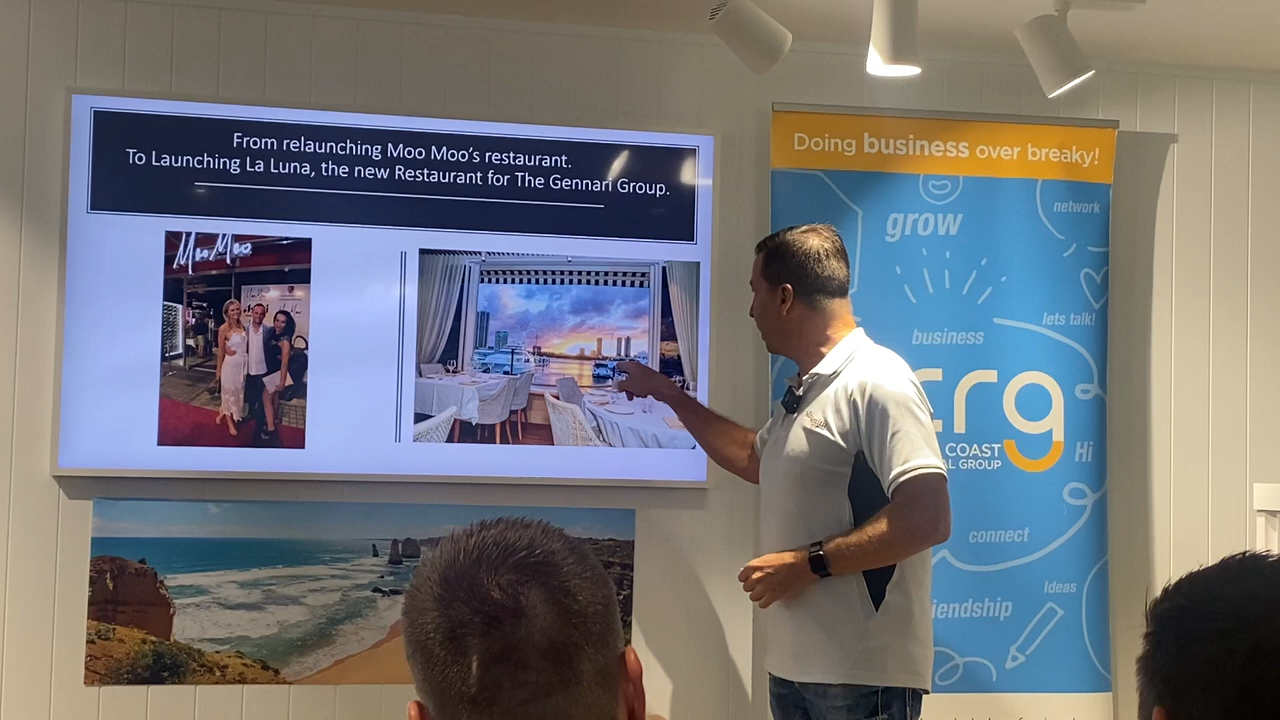 From relaunching Moo Moo's restaurant.
To Launching La Luna, the new Restaurant for The Gennari Group.
Moo Moo
Doing business over breaky!
network
grow
lets talk!
business
crg
COAST
Hi
AL GROUP
connect
Ideas
iendship